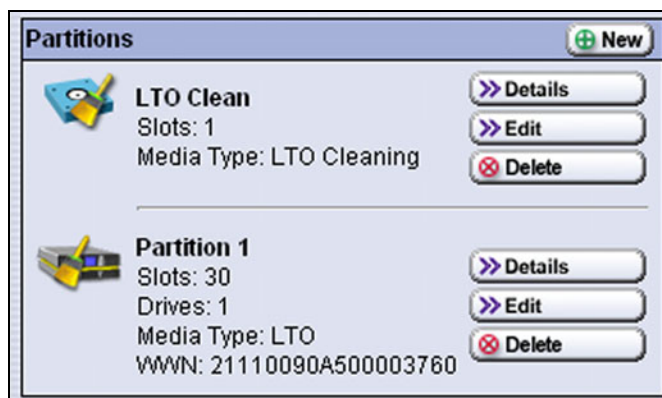 Partitions
New
LTO Clean
Slots: 1
Media Type: LTO Cleaning
Details
Edit
Delete
Partition 1
Slots: 30
Drives: 1
Media Type: LTO
WWN: 21110090A500003760
Details
Edit
Delete